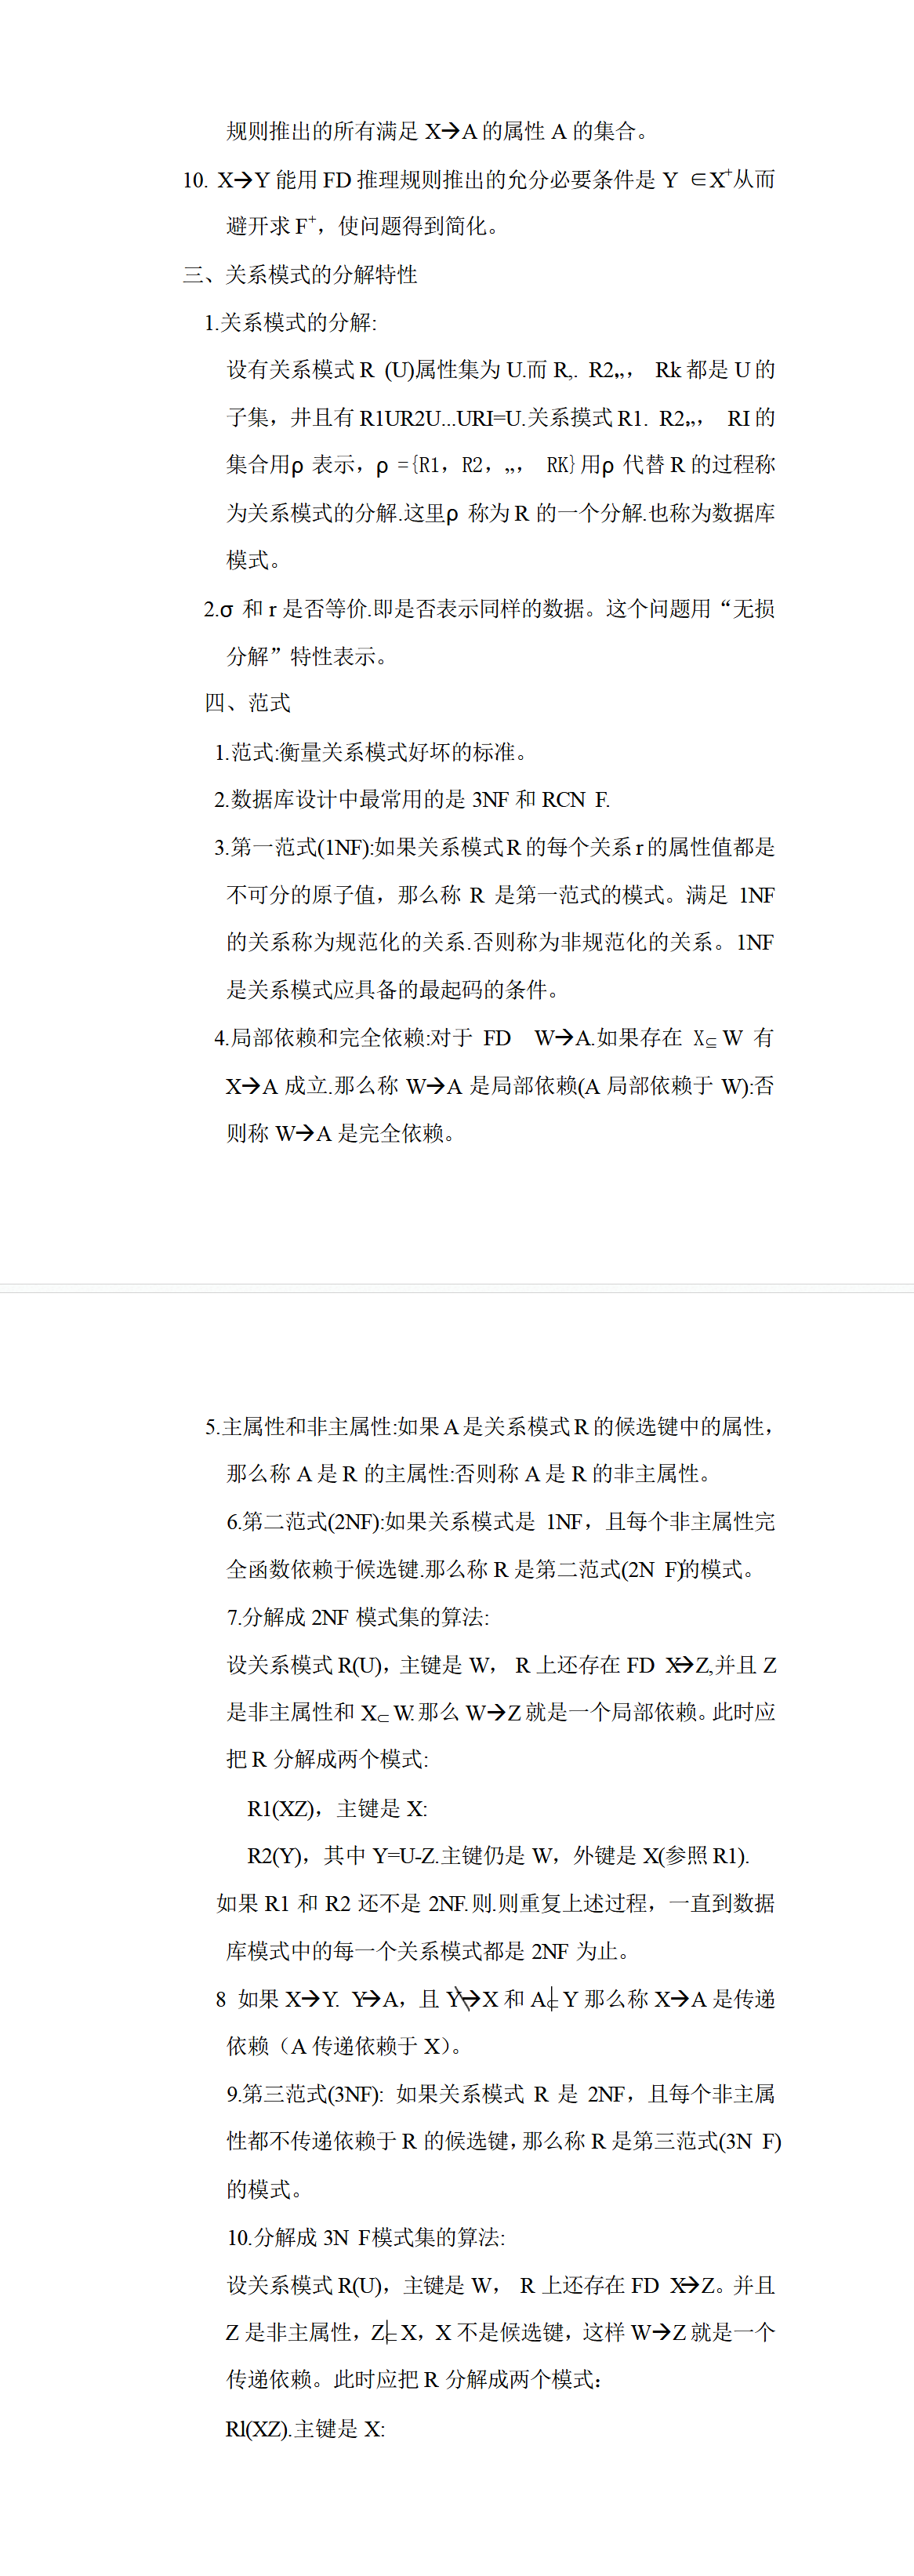 规则推出的所有满足 X→A 的属性 A 的集合。
10. X→Y 能用 FD 推理规则推出的允分必要条件是 Y ∈X⁺从而
避开求 F⁺，使问题得到简化。
三、关系模式的分解特性
1.关系模式的分解:
设有关系模式 R (U)属性集为 U.而 R,. R2,,, Rk 都是 U 的
子集，井且有 R1UR2U...URI=U.关系摸式 R1. R2,,, RI 的
集合用ρ 表示，ρ ={R1，R2，,,, RK}用ρ 代替 R 的过程称
为关系模式的分解.这里ρ 称为 R 的一个分解.也称为数据库
模式。
2.σ 和 r 是否等价.即是否表示同样的数据。这个问题用“无损
分解”特性表示。
四、范式
1.范式:衡量关系模式好坏的标准。
2.数据库设计中最常用的是 3NF 和 RCN F.
3.第一范式(1NF):如果关系模式 R 的每个关系 r 的属性值都是
不可分的原子值，那么称 R 是第一范式的模式。满足 1NF
的关系称为规范化的关系.否则称为非规范化的关系。1NF
是关系模式应具备的最起码的条件。
4.局部依赖和完全依赖:对于 FD W→A.如果存在 X⊆ W 有
X→A 成立.那么称 W→A 是局部依赖(A 局部依赖于 W):否
则称 W→A 是完全依赖。
5.主属性和非主属性:如果 A 是关系模式 R 的候选键中的属性，
那么称 A 是 R 的主属性:否则称 A 是 R 的非主属性。
6.第二范式(2NF):如果关系模式是 1NF，且每个非主属性完
全函数依赖于候选键.那么称 R 是第二范式(2N F)的模式。
7.分解成 2NF 模式集的算法:
设关系模式 R(U)，主键是 W， R 上还存在 FD X→Z,并且 Z
是非主属性和 X⊂ W.那么 W→Z 就是一个局部依赖。此时应
把 R 分解成两个模式:
R1(XZ)，主键是 X:
R2(Y)，其中 Y=U-Z.主键仍是 W，外键是 X(参照 R1).
如果 R1 和 R2 还不是 2NF.则.则重复上述过程，一直到数据
库模式中的每一个关系模式都是 2NF 为止。
8 如果 X→Y. Y→A，且 Y↛X 和 A⊄ Y 那么称 X→A 是传递
依赖（A 传递依赖于 X）。
9.第三范式(3NF): 如果关系模式 R 是 2NF，且每个非主属
性都不传递依赖于 R 的候选键，那么称 R 是第三范式(3N F)
的模式。
10.分解成 3N F模式集的算法:
设关系模式 R(U)，主键是 W， R 上还存在 FD X→Z。并且
Z 是非主属性，Z⊄ X，X 不是候选键，这样 W→Z 就是一个
传递依赖。此时应把 R 分解成两个模式：
Rl(XZ).主键是 X: